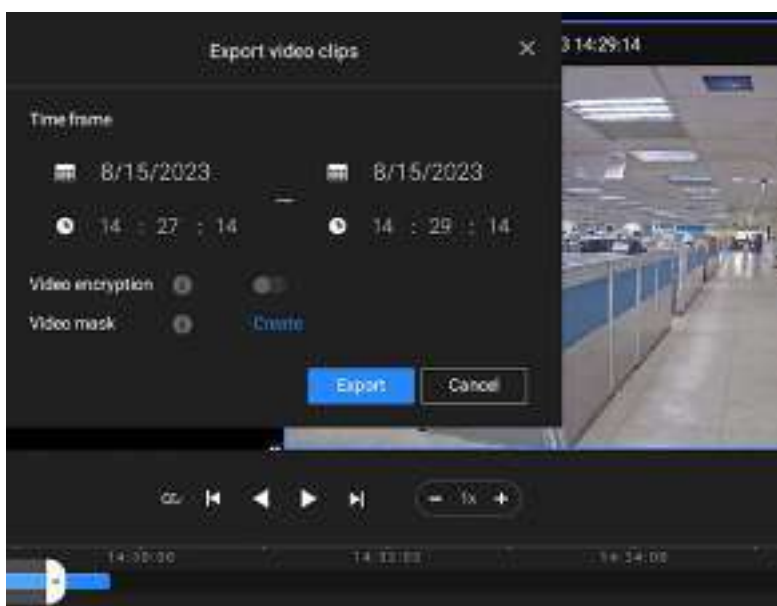 Export video clips
3 14:29:14
Time frame
8/15/2023 — 8/15/2023
14 : 27 : 14
14 : 29 : 14
Video encryption
Video mask
Create
Export
Cancel
1x
14:34:00